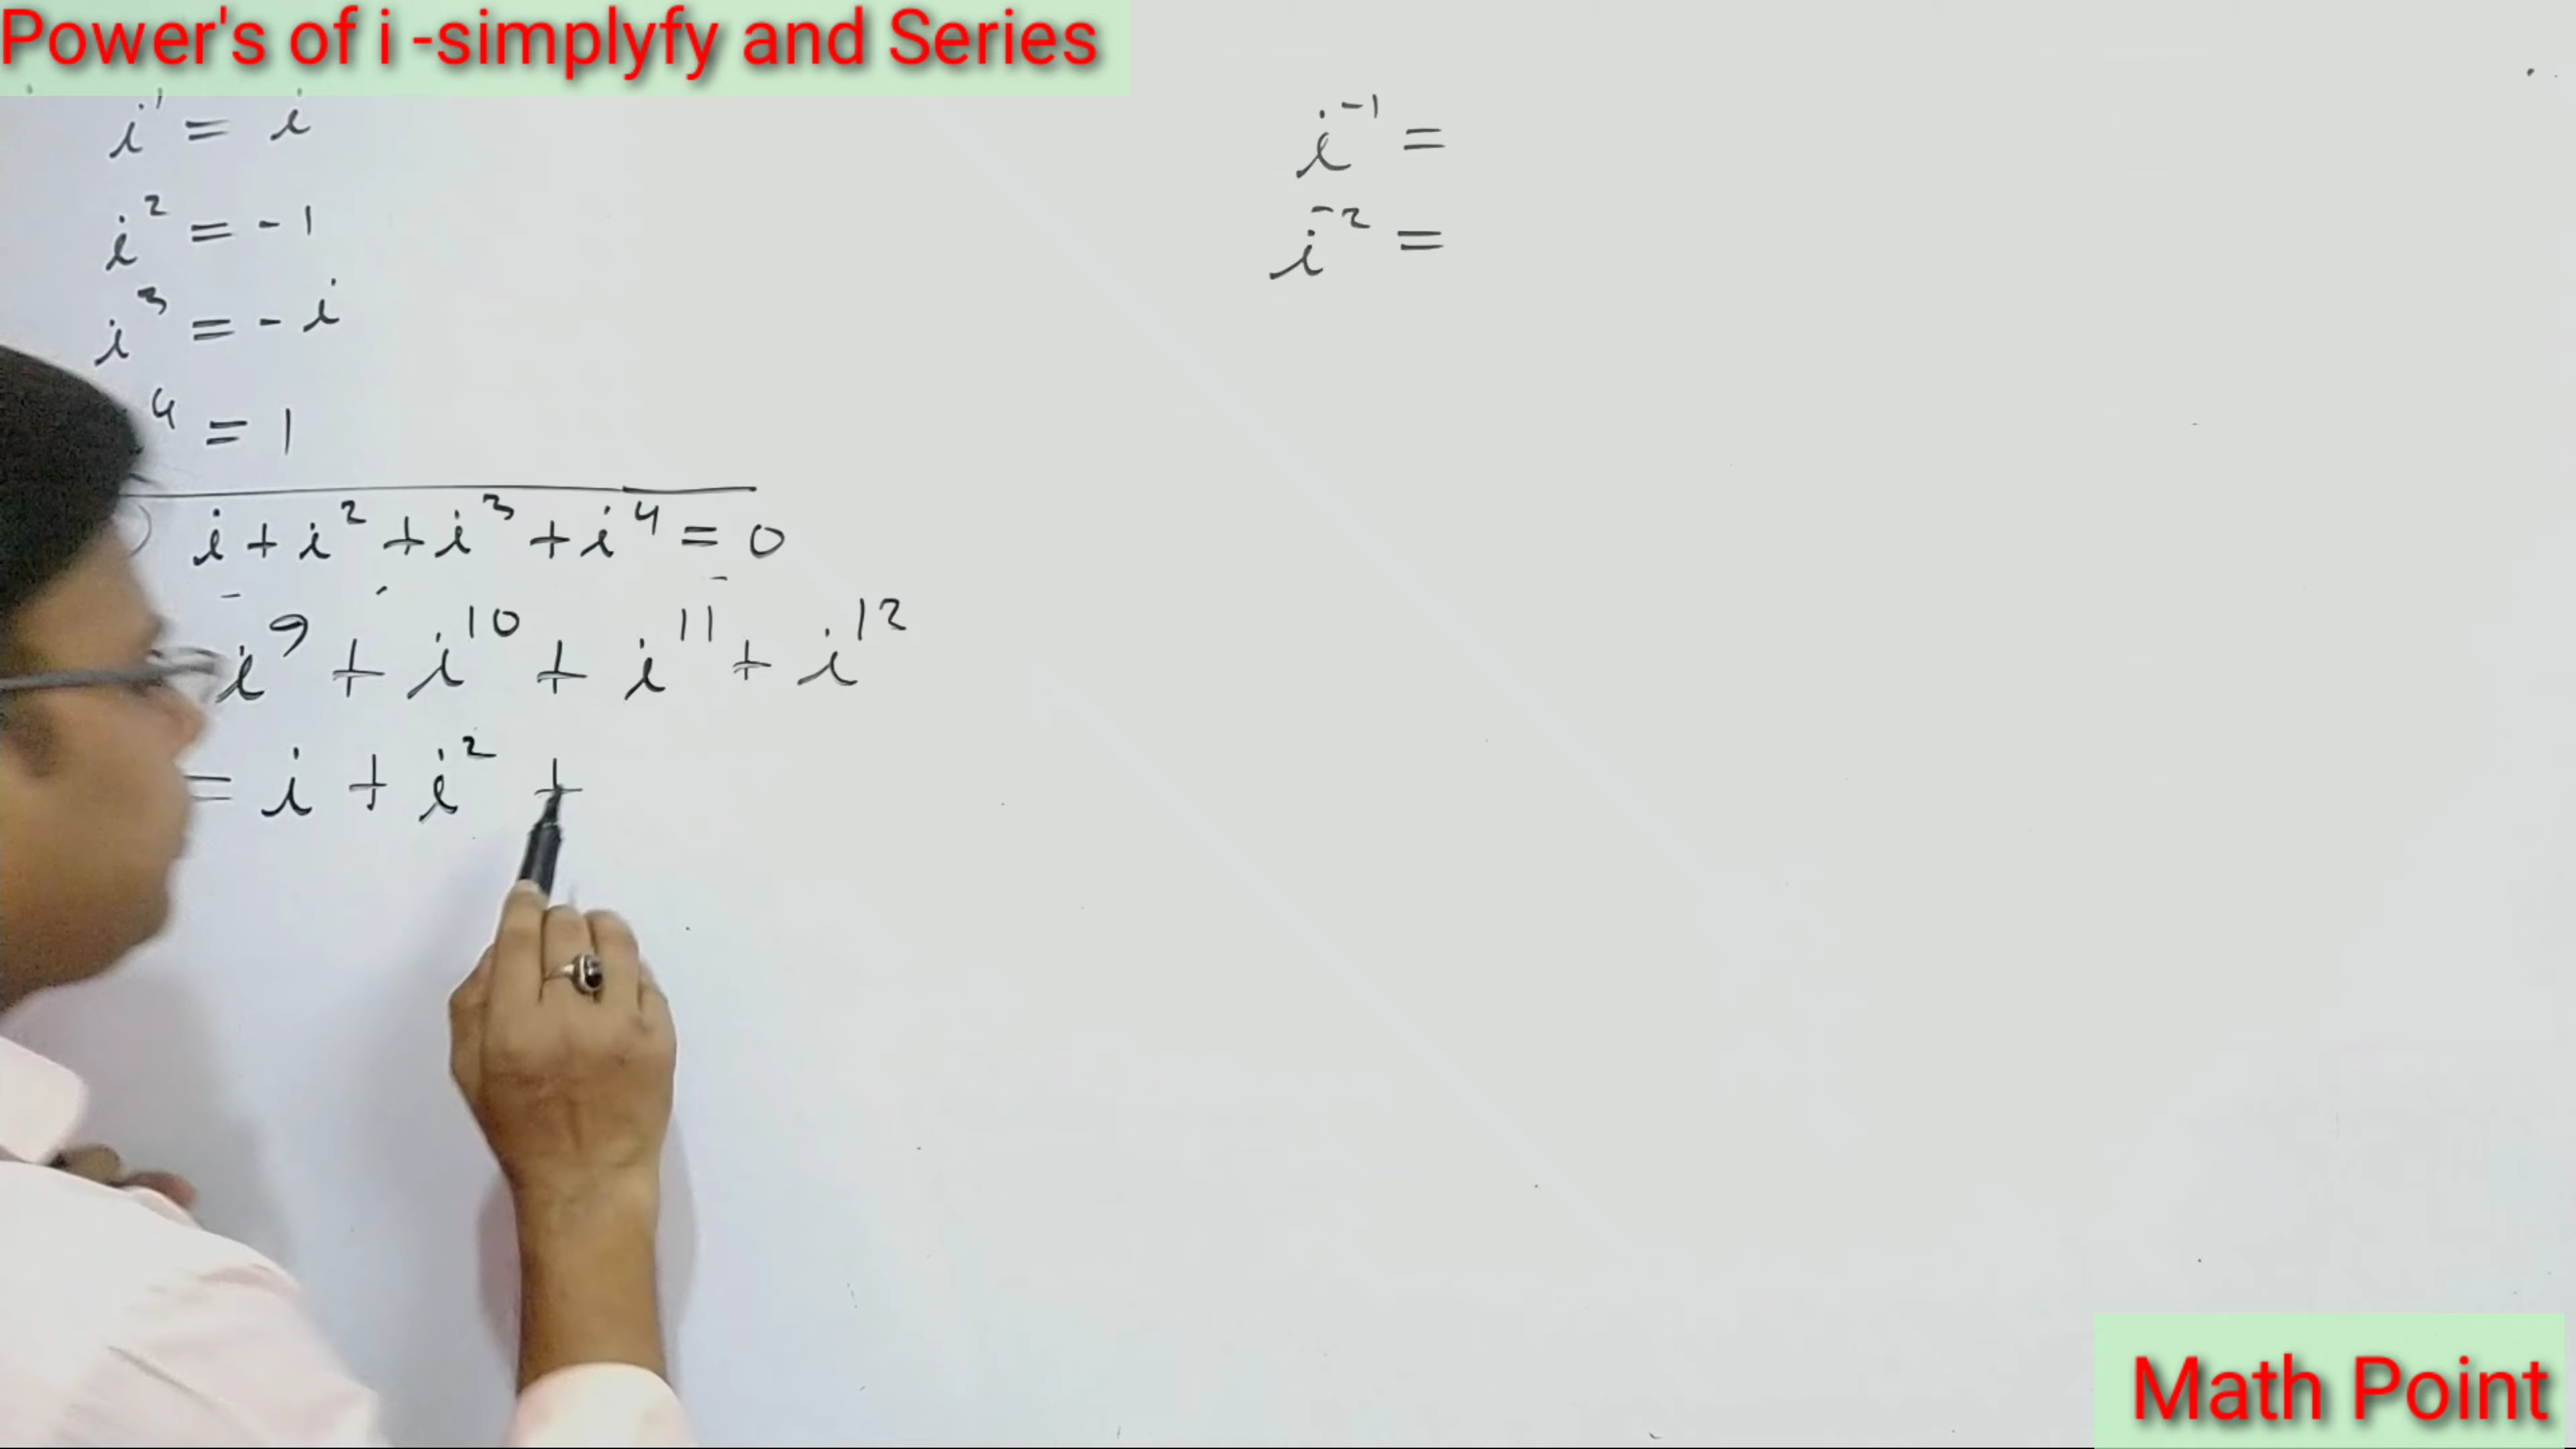 Power's of i -simplyfy and Series
i¹ = i
i² = -1
i³ = -i
4 = 1
) i + i² + i³ + i⁴ = 0
i⁹ + i¹⁰ + i¹¹ + i¹²
= i + i² +
i⁻¹ =
i⁻² =
Math Point